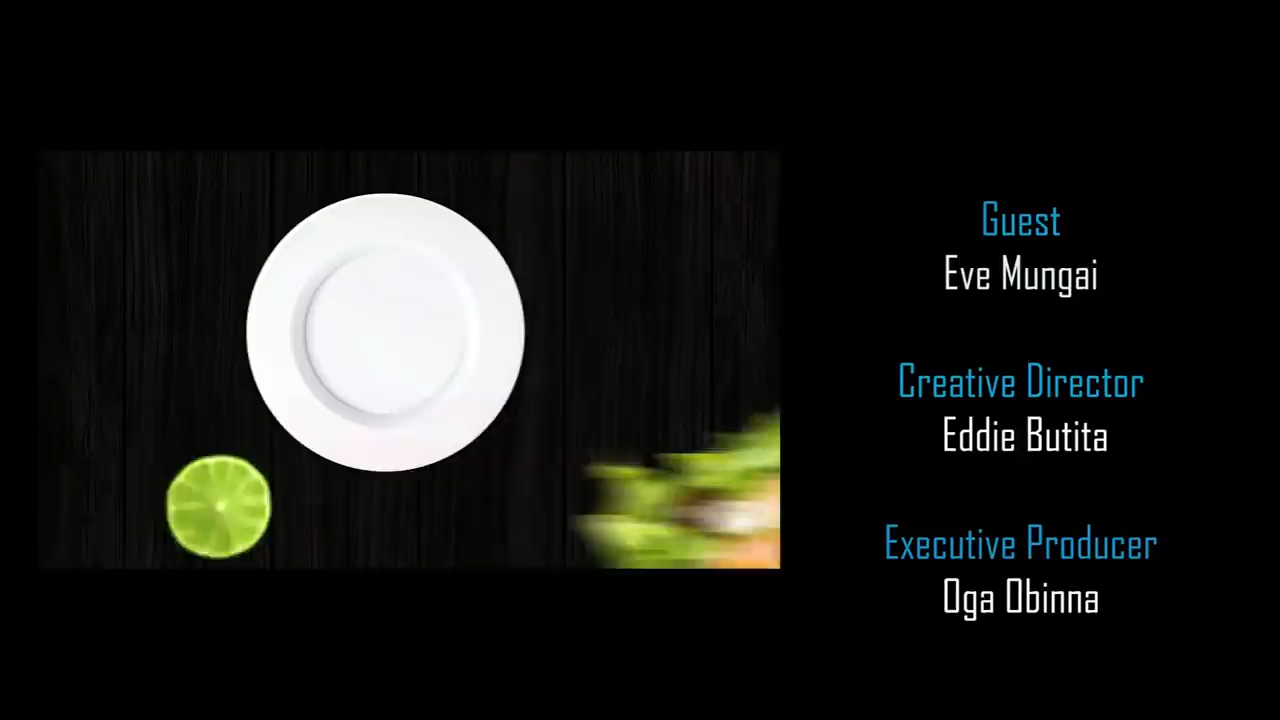 Guest
Eve Mungai
Creative Director
Eddie Butita
Executive Producer
Oga Obinna